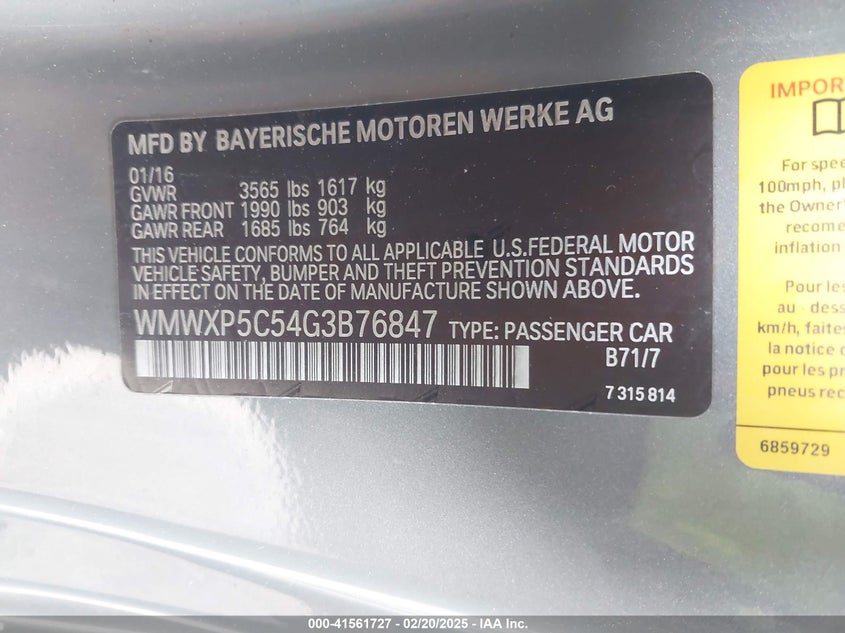 MFD BY BAYERISCHE MOTOREN WERKE AG
01/16
GVWR 3565 lbs 1617 kg
GAWR FRONT 1990 lbs 903 kg
GAWR REAR 1685 lbs 764 kg
THIS VEHICLE CONFORMS TO ALL APPLICABLE U.S.FEDERAL MOTOR
VEHICLE SAFETY, BUMPER AND THEFT PREVENTION STANDARDS
IN EFFECT ON THE DATE OF MANUFACTURE SHOWN ABOVE.
WMWXP5C54G3B76847 TYPE: PASSENGER CAR
B71/7
7 315 814
IMPOR
For spee
100mph, pl
the Owner'
recome
inflation
Pour les
au - dess
km/h, faite
la notice
pour les pr
pneus rec
6859729
000-41561727 - 02/20/2025 - IAA Inc.